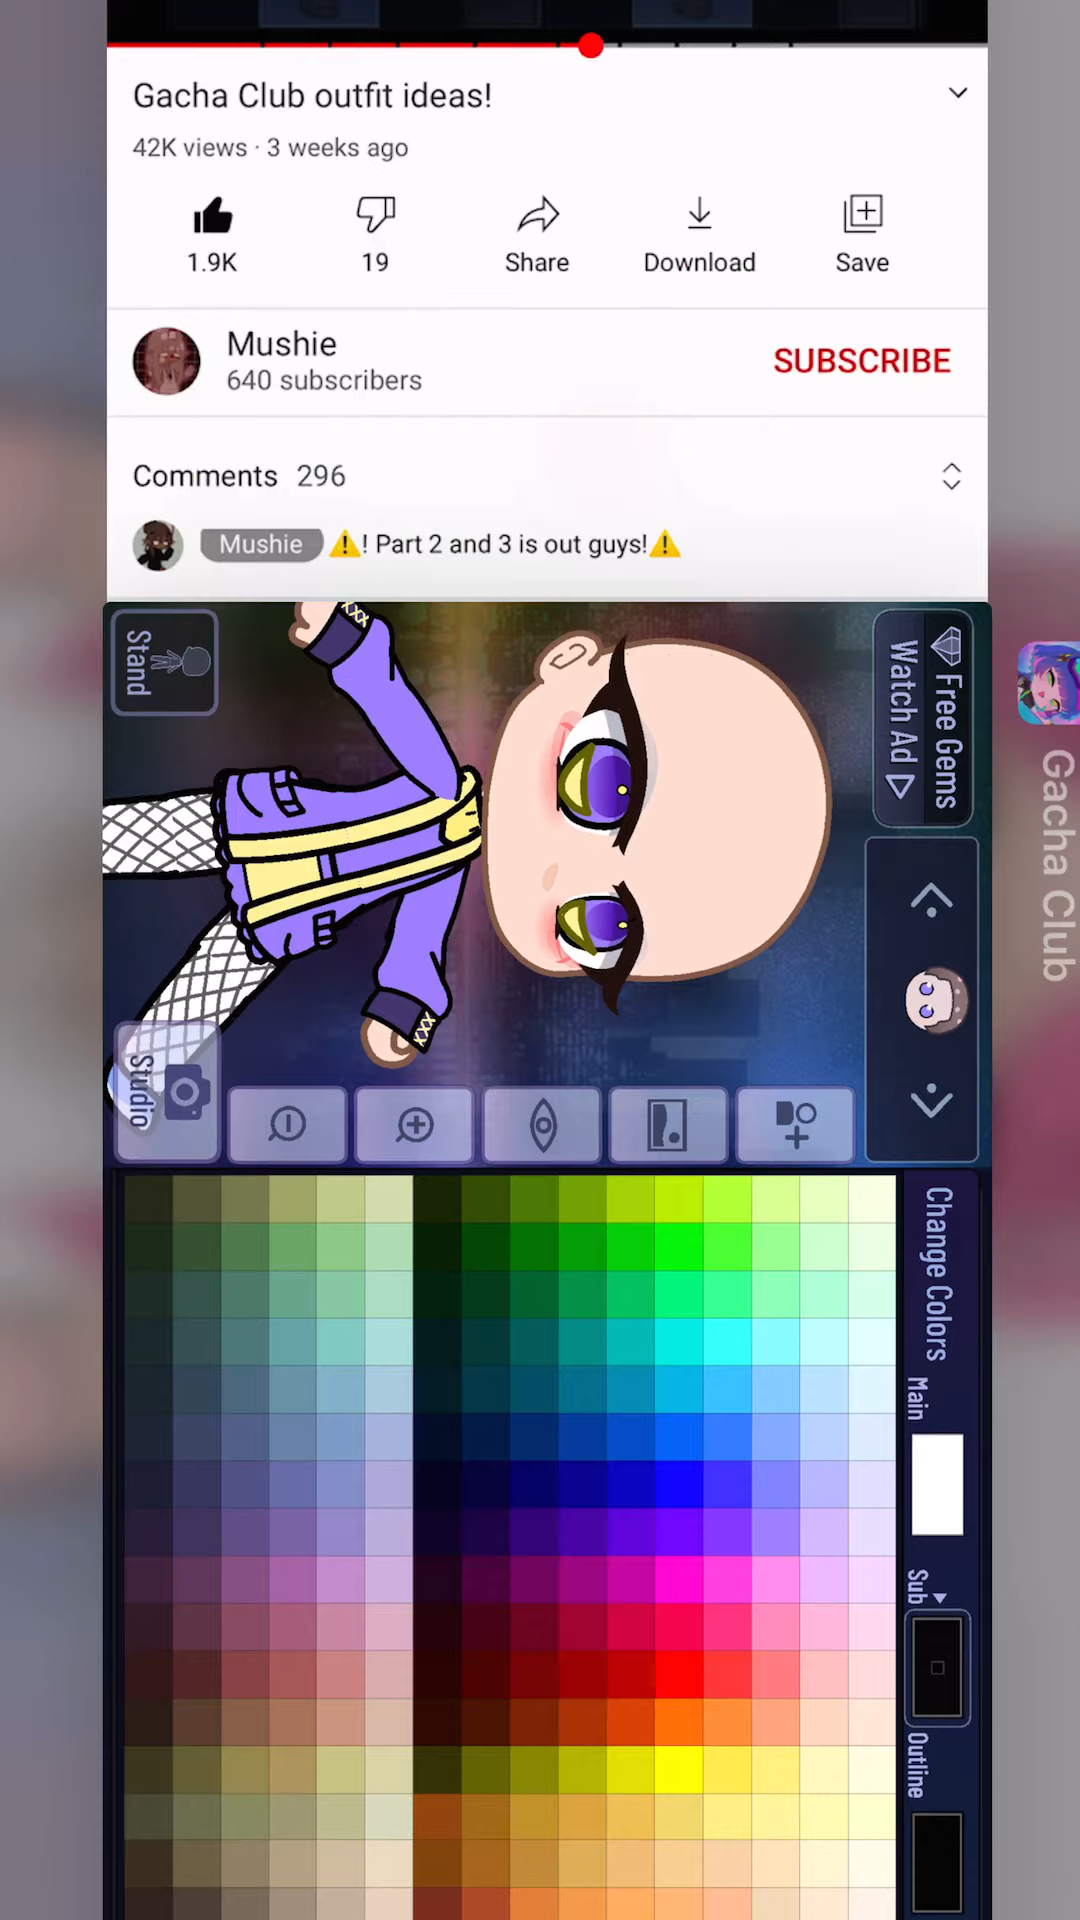 Gacha Club outfit ideas!
42K views · 3 weeks ago
1.9K
19
Share
Download
Save
Mushie
640 subscribers
SUBSCRIBE
Comments 296
Mushie ⚠️! Part 2 and 3 is out guys!⚠️
Stand
Free Gems
Watch Ad
Gacha Club
Studio
Change Colors
Main
Sub
Outline